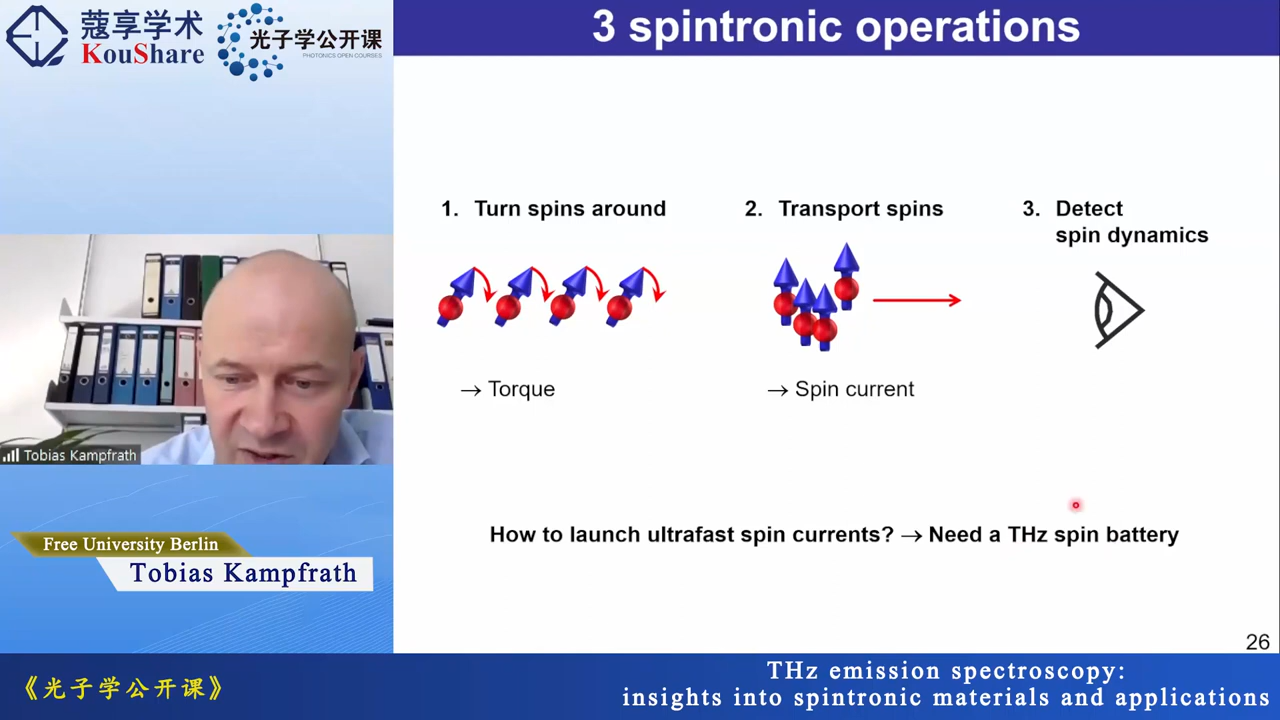 蔻享学术
KouShare
光子学公开课
PHOTONICS OPEN COURSES
3 spintronic operations
1. Turn spins around
2. Transport spins
3. Detect
spin dynamics
→ Torque
→ Spin current
Tobias Kampfrath
How to launch ultrafast spin currents? → Need a THz spin battery
Free University Berlin
Tobias Kampfrath
26
《光子学公开课》
THz emission spectroscopy:
insights into spintronic materials and applications